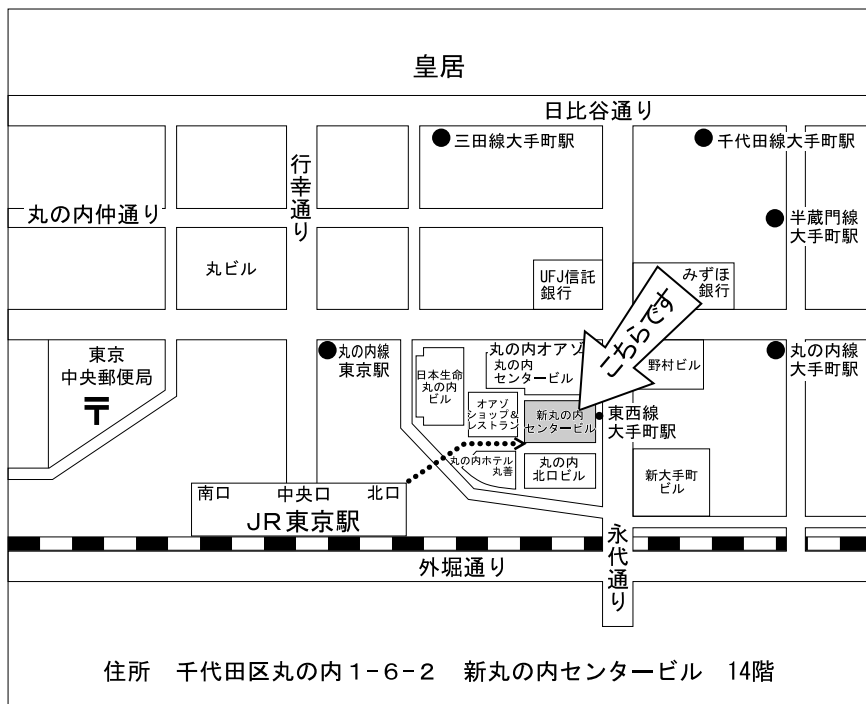 皇居
日比谷通り
三田線大手町駅
千代田線大手町駅
行幸通り
丸の内仲通り
半蔵門線
大手町駅
丸ビル
UFJ信託
銀行
みずほ
銀行
こちらです
東京
中央郵便局
〒
丸の内線
東京駅
丸の内オアゾ
丸の内
センタービル
日本生命
丸の内
ビル
野村ビル
丸の内線
大手町駅
オアゾ
ショップ&
レストラン
新丸の内
センタービル
東西線
大手町駅
丸の内ホテル
丸善
丸の内
北口ビル
新大手町
ビル
南口 中央口 北口
JR東京駅
永代通り
外堀通り
住所 千代田区丸の内1-6-2 新丸の内センタービル 14階